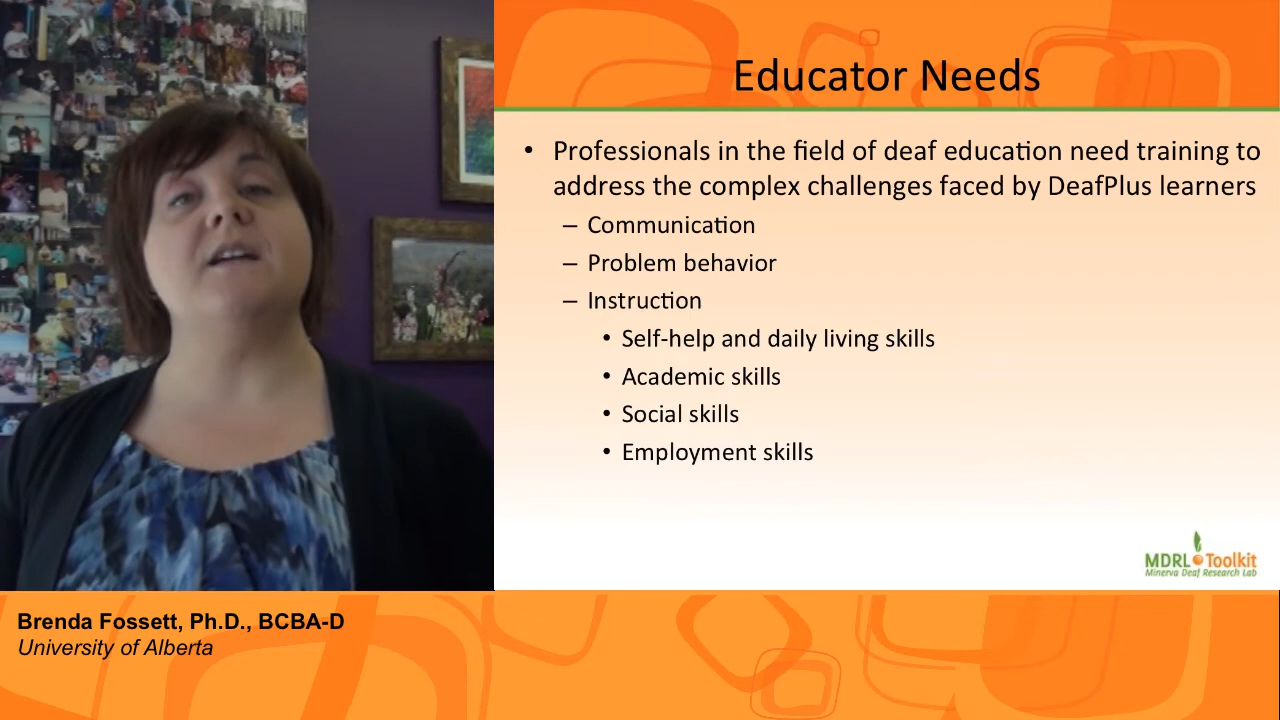 Educator Needs
• Professionals in the field of deaf education need training to
address the complex challenges faced by DeafPlus learners
– Communication
– Problem behavior
– Instruction
• Self-help and daily living skills
• Academic skills
• Social skills
• Employment skills
MDRL Toolkit
Minerva Deaf Research Lab
Brenda Fossett, Ph.D., BCBA-D
University of Alberta